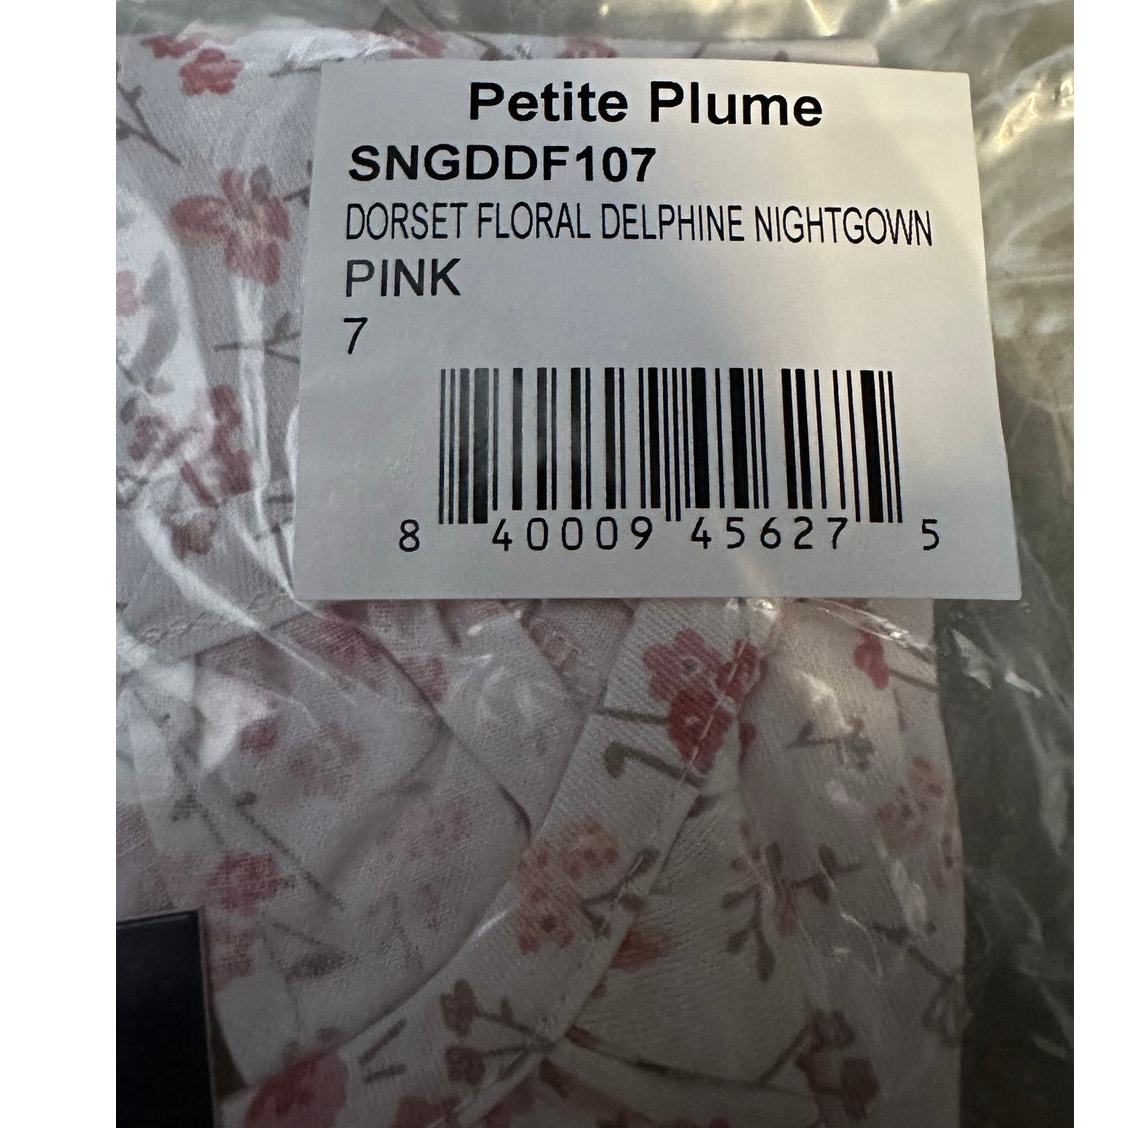 Petite Plume
SNGDDF107
DORSET FLORAL DELPHINE NIGHTGOWN
PINK
7
8 40009 45627 5